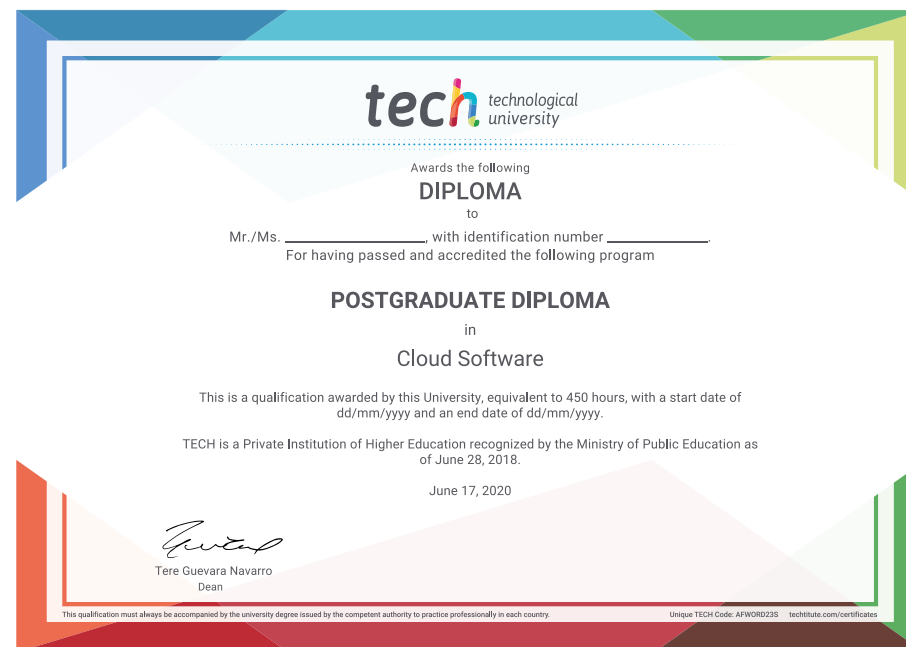 tech technological
university
Awards the following
DIPLOMA
to
Mr./Ms. ____________, with identification number ____________.
For having passed and accredited the following program
POSTGRADUATE DIPLOMA
in
Cloud Software
This is a qualification awarded by this University, equivalent to 450 hours, with a start date of
dd/mm/yyyy and an end date of dd/mm/yyyy.
TECH is a Private Institution of Higher Education recognized by the Ministry of Public Education as
of June 28, 2018.
June 17, 2020
Tere Guevara Navarro
Dean
This qualification must always be accompanied by the university degree issued by the competent authority to practice professionally in each country. Unique TECH Code: AFWORD23S techtitute.com/certificates